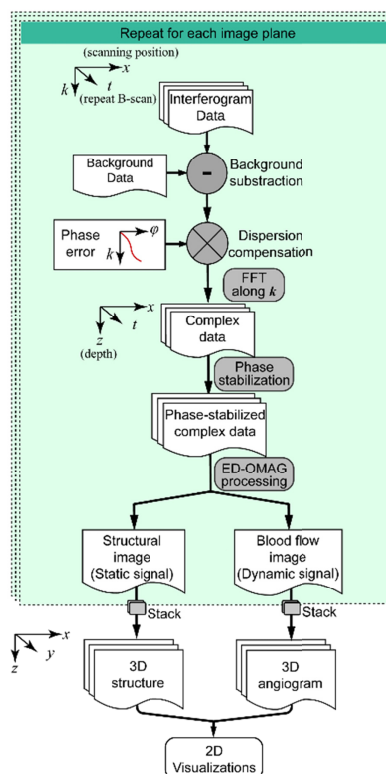 Repeat for each image plane
(scanning position)
x
k
t
(repeat B-scan)
Interferogram
Data
Background
Data
-
Background
substraction
Phase
error
φ
k
Dispersion
compensation
FFT
along k
x
z
t
(depth)
Complex
data
Phase
stabilization
Phase-stabilized
complex data
ED-OMAG
processing
Structural
image
(Static signal)
Blood flow
image
(Dynamic signal)
Stack
Stack
x
z
y
3D
structure
3D
angiogram
2D
Visualizations